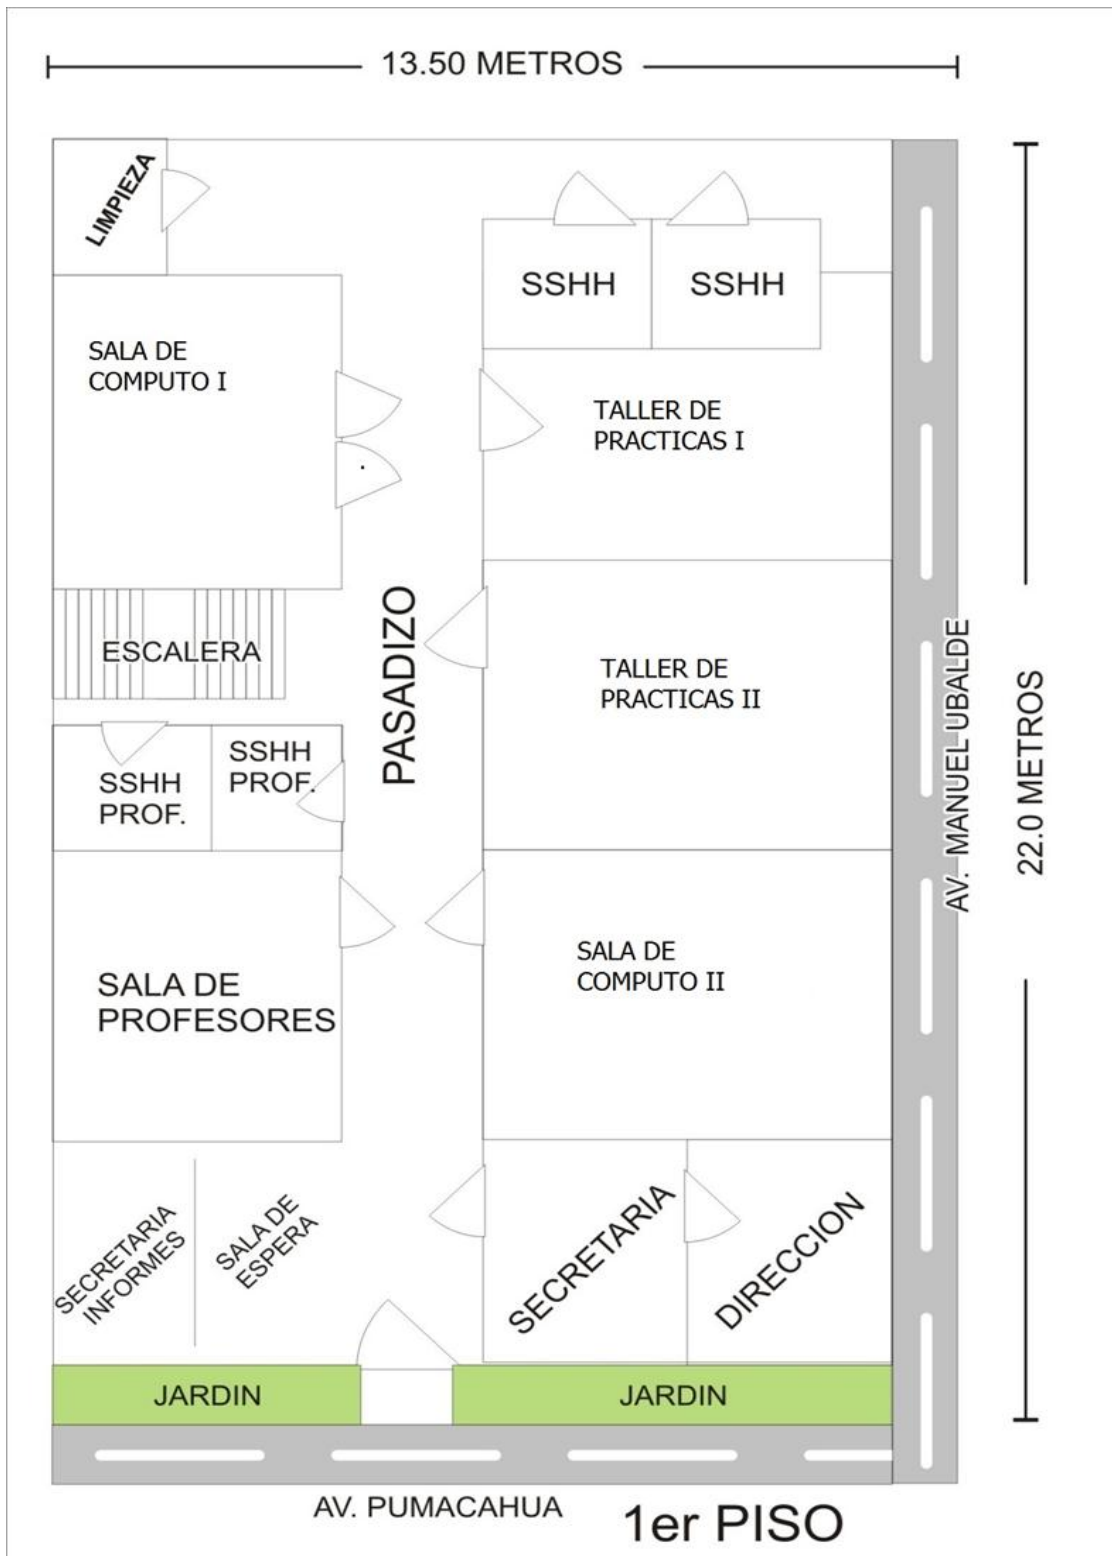 13.50 METROS
LIMPIEZA
SSHH
SSHH
SALA DE
COMPUTO I
TALLER DE
PRACTICAS I
ESCALERA
PASADIZO
TALLER DE
PRACTICAS II
AV. MANUEL UBALDE
22.0 METROS
SSHH
PROF.
SSHH
PROF.
SALA DE
PROFESORES
SALA DE
COMPUTO II
SECRETARIA
INFORMES
SALA DE
ESPERA
SECRETARIA
DIRECCION
JARDIN
JARDIN
AV. PUMACAHUA
1er PISO